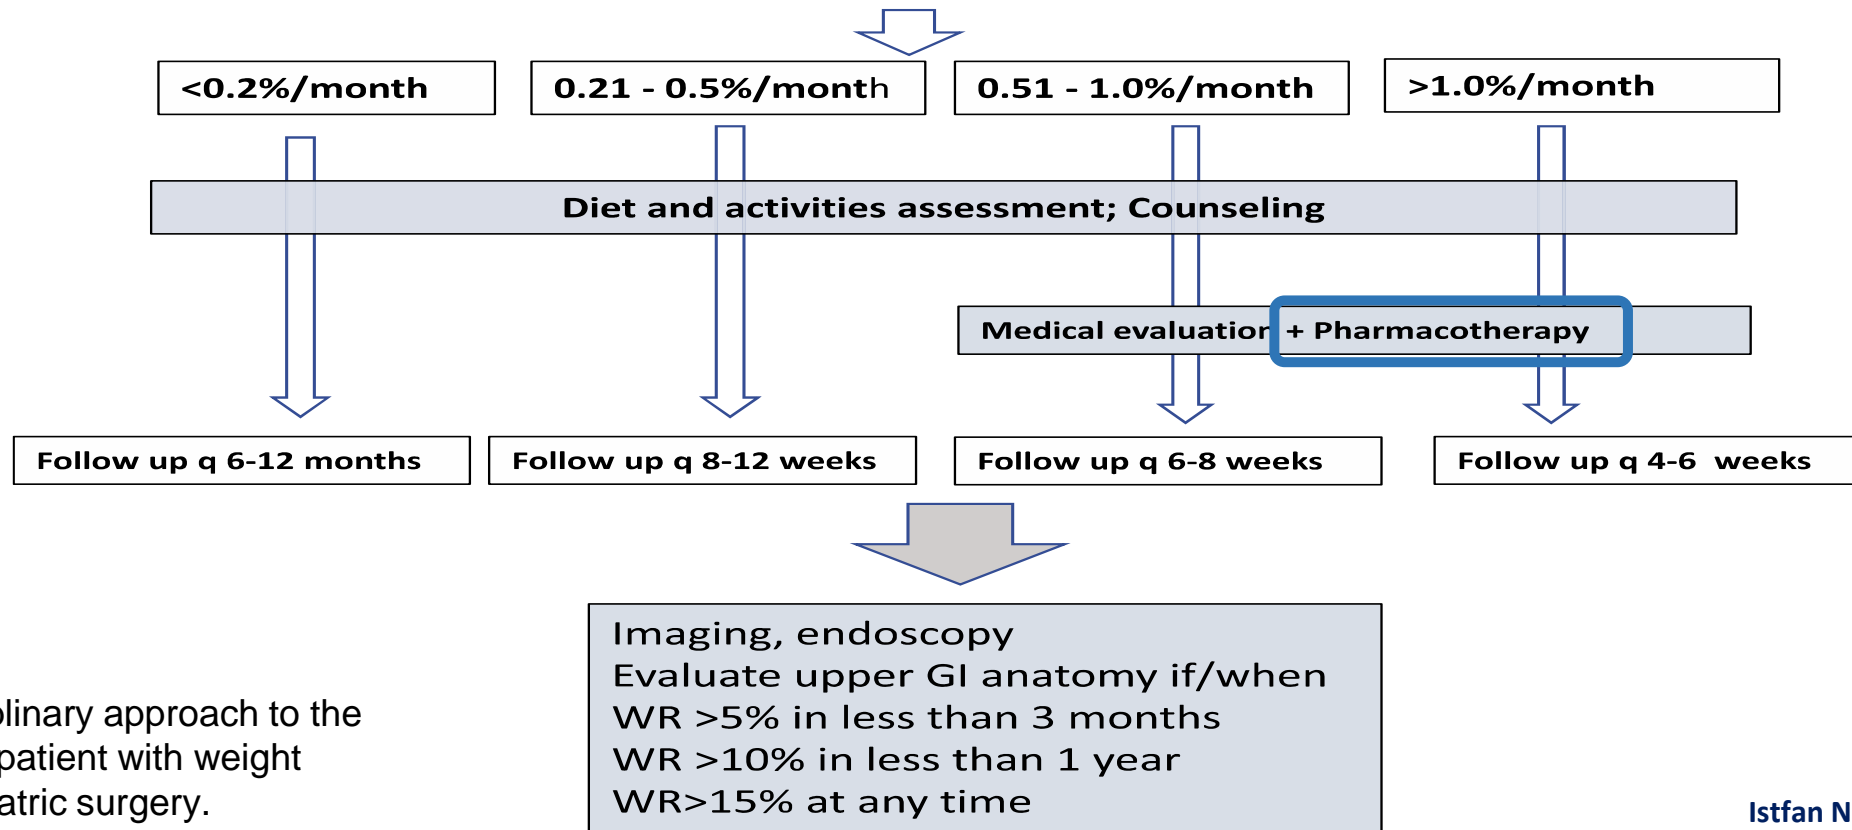 <0.2%/month
0.21 - 0.5%/month
0.51 - 1.0%/month
>1.0%/month
Diet and activities assessment; Counseling
Medical evaluation + Pharmacotherapy
Follow up q 6-12 months
Follow up q 8-12 weeks
Follow up q 6-8 weeks
Follow up q 4-6 weeks
Imaging, endoscopy
Evaluate upper GI anatomy if/when
WR >5% in less than 3 months
WR >10% in less than 1 year
WR>15% at any time
plinary approach to the
patient with weight
atric surgery.
Istfan N